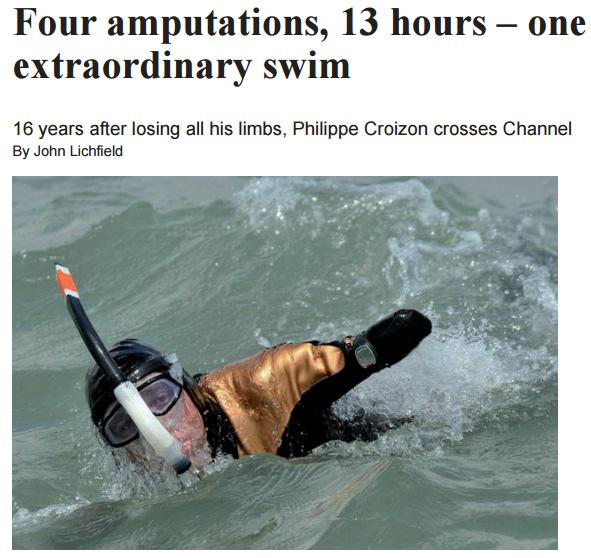 Four amputations, 13 hours – one
extraordinary swim
16 years after losing all his limbs, Philippe Croizon crosses Channel
By John Lichfield